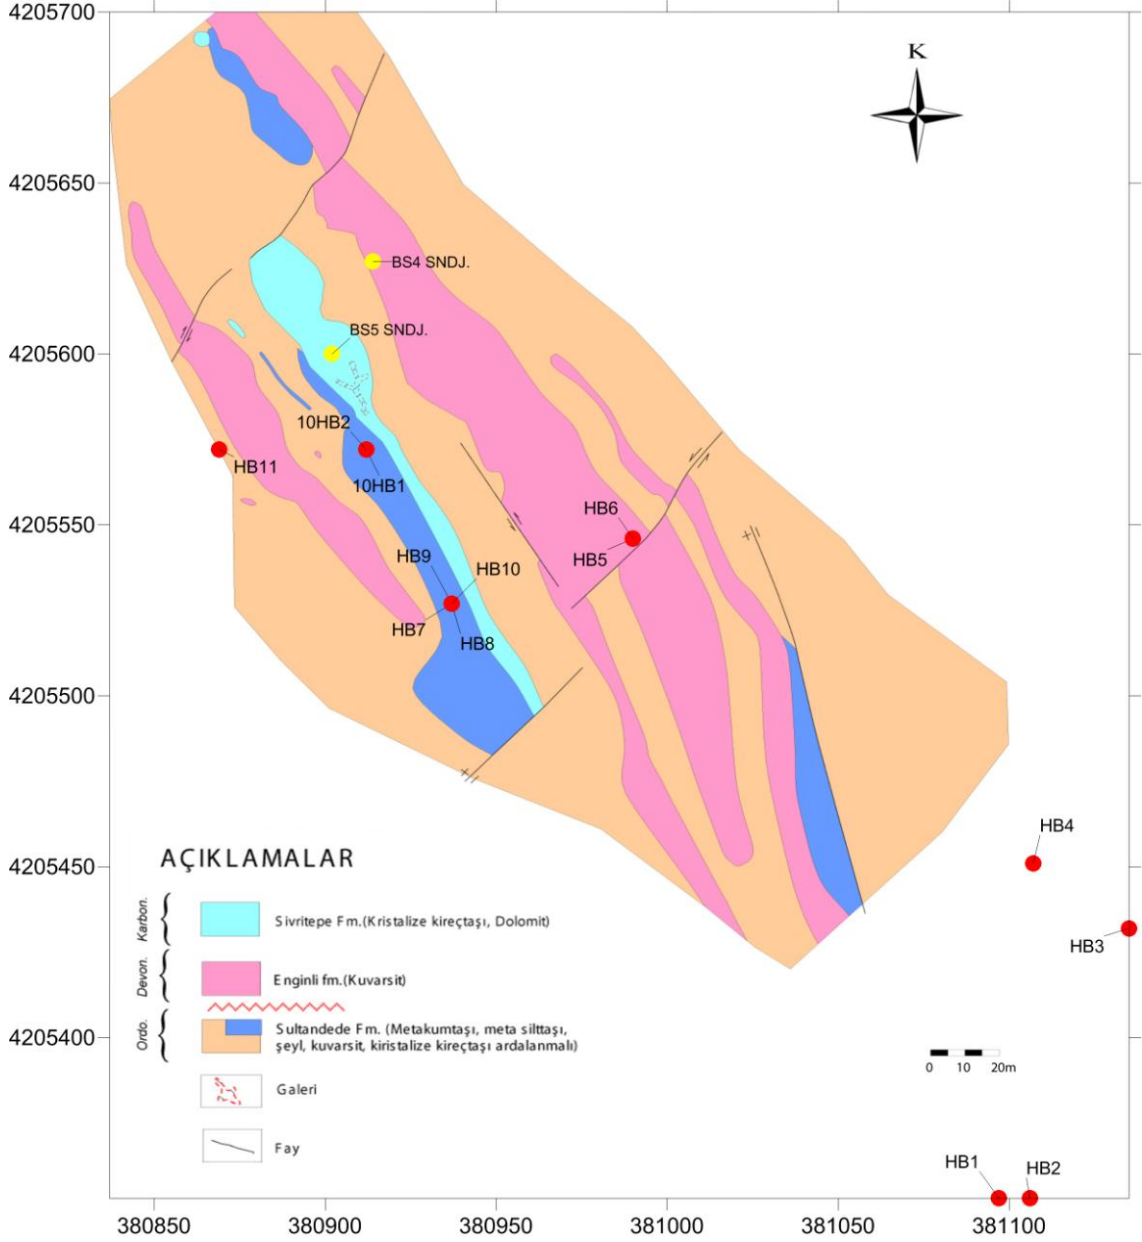 4205700
K
4205650
BS4 SNDJ.
4205600
BS5 SNDJ.
10HB2
HB11
10HB1
4205550
HB6
HB5
HB9
HB10
HB7
HB8
4205500
HB4
AÇIKLAMALAR
4205450
HB3
Karbon.
Sivritepe Fm.(Kristalize kireçtaşı, Dolomit)
Devon.
Enginli fm.(Kuvarsit)
Ordo.
Sultandede Fm. (Metakumtaşı, meta silttaşı,
şeyl, kuvarsit, kiristalize kireçtaşı ardalanmalı)
4205400
0 10 20m
Galeri
Fay
HB1
HB2
380850 380900 380950 381000 381050 381100